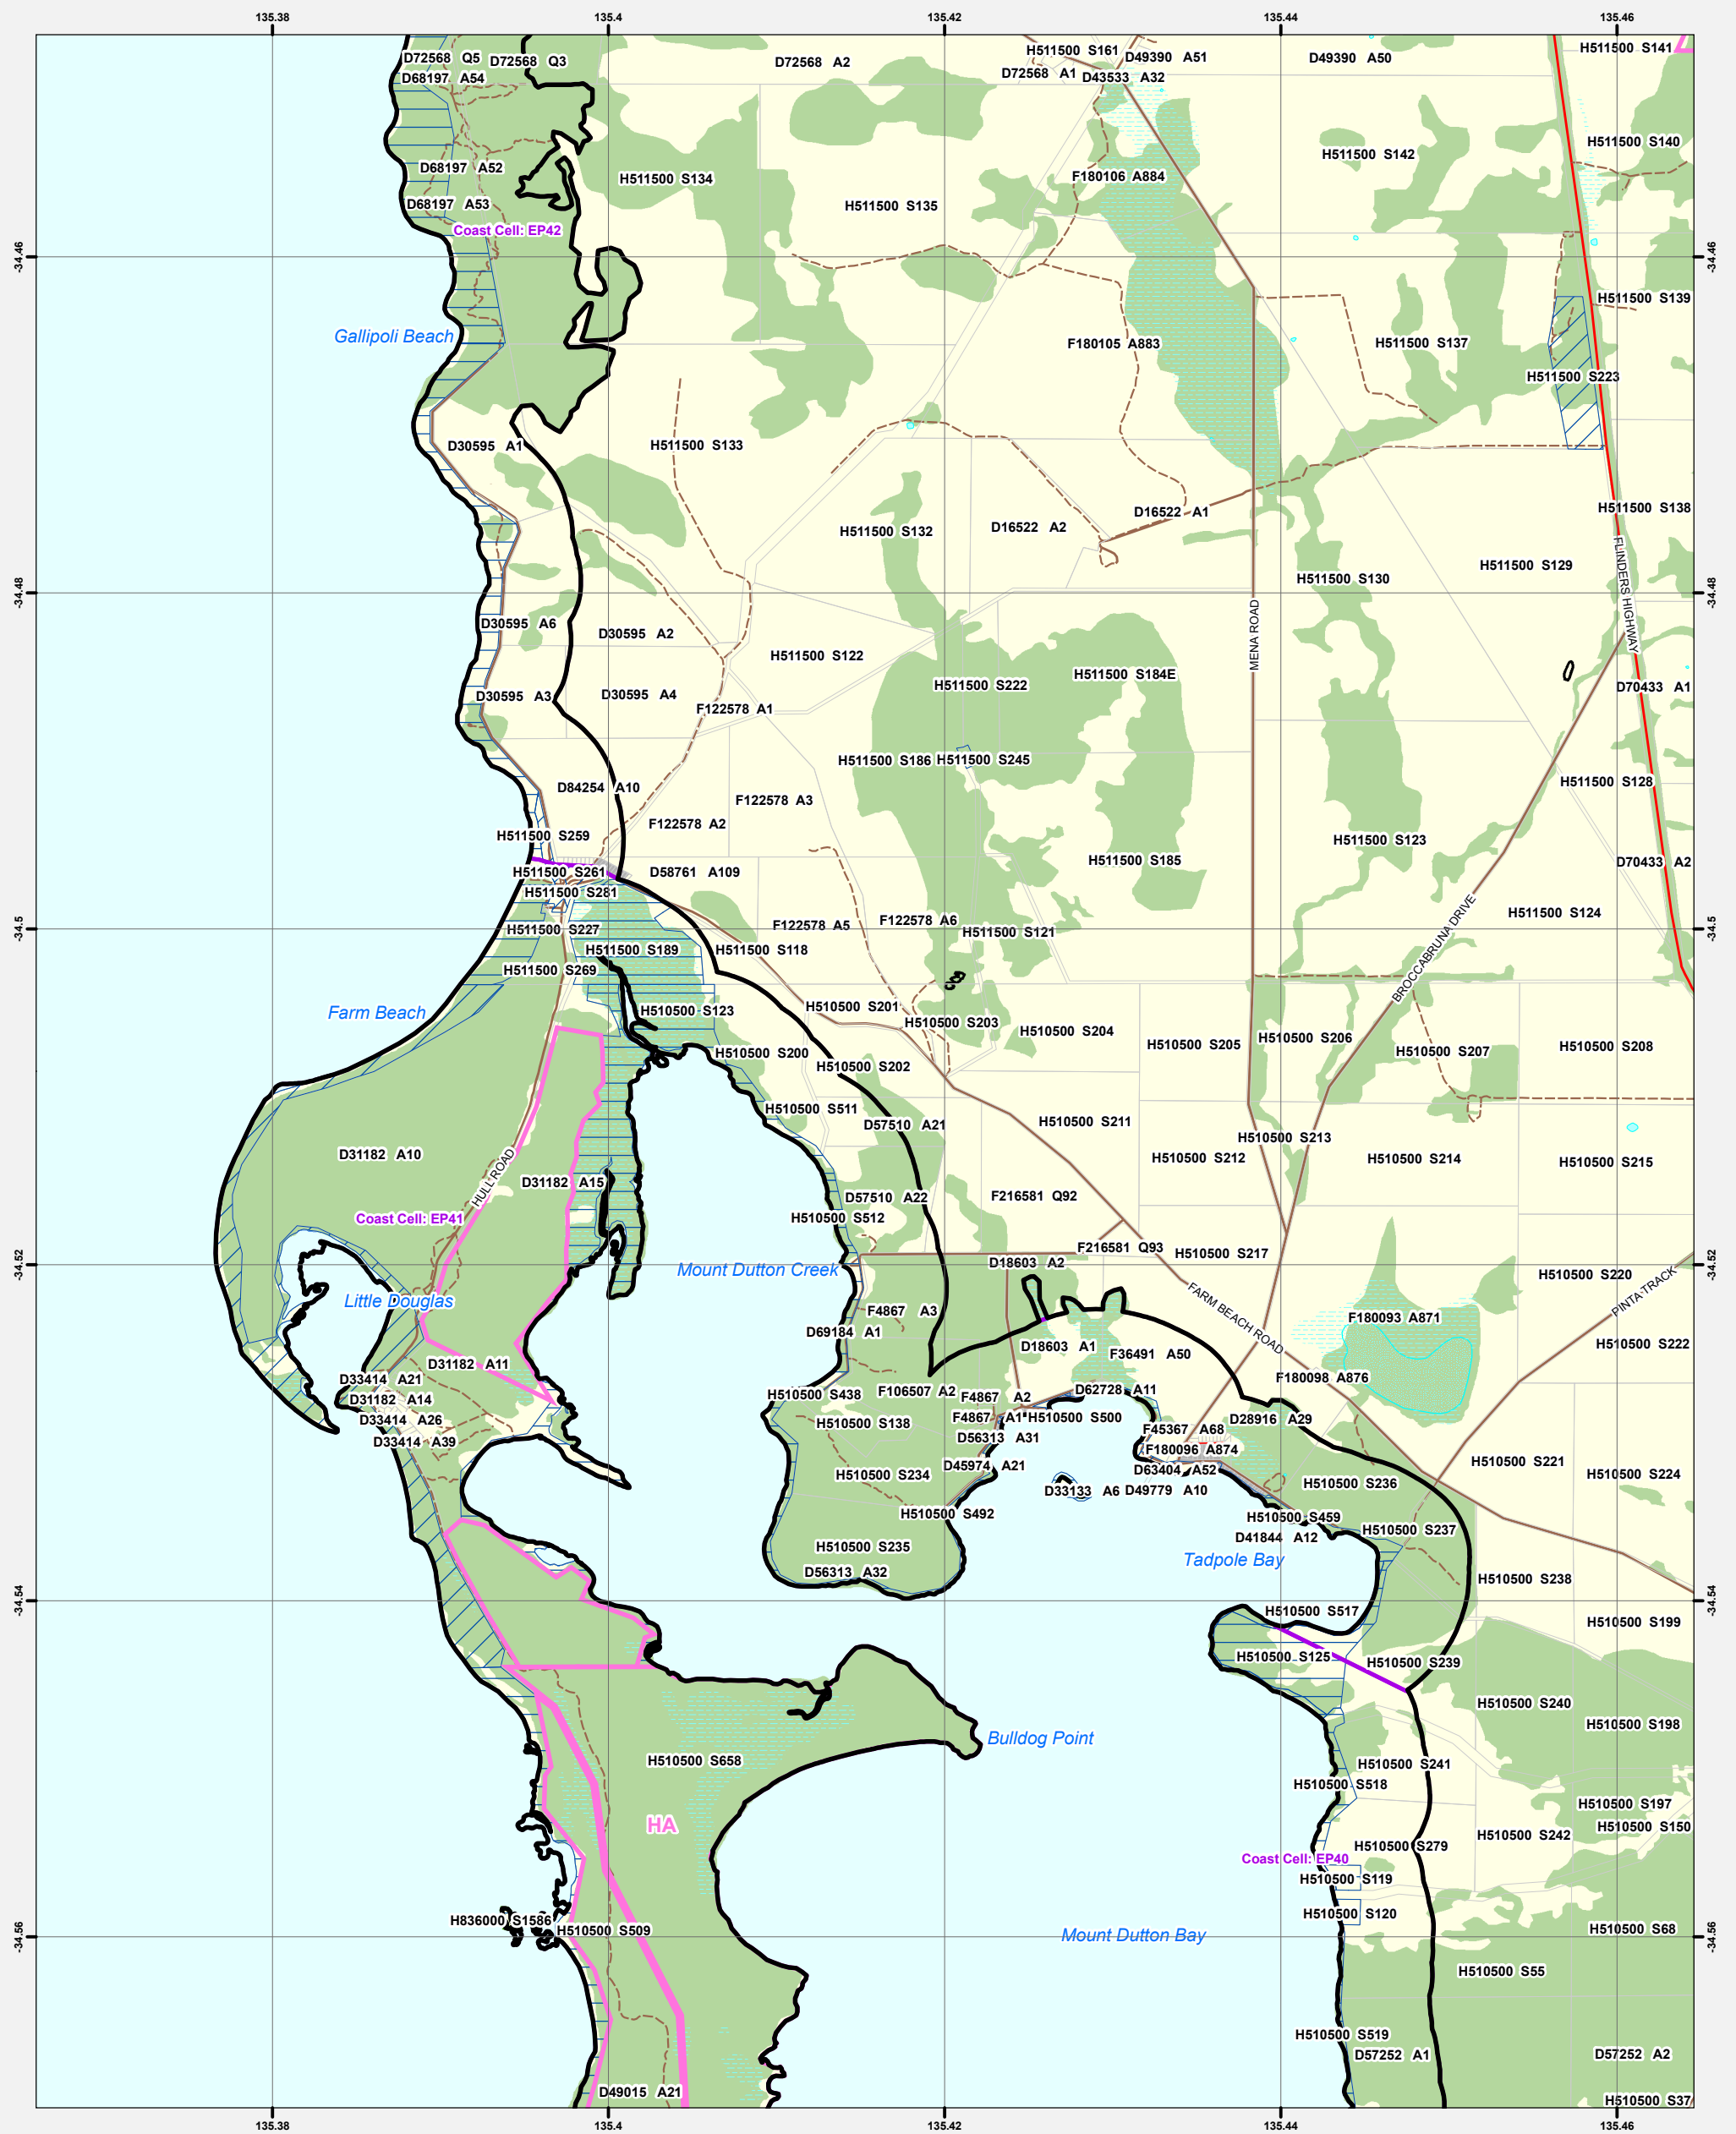 135.38
135.4
135.42
135.44
135.46
D72568 Q5
D72568 Q3
D72568 A2
H511500 S161
D49390 A51
D49390 A50
H511500 S141
D68197 A54
D72568 A1
D43533 A32
H511500 S140
H511500 S142
D68197 A52
H511500 S134
F180106 A884
D68197 A53
H511500 S135
Coast Cell: EP42
-34.46
-34.46
H511500 S139
Gallipoli Beach
F180105 A883
H511500 S137
H511500 S223
D30595 A1
H511500 S133
H511500 S138
H511500 S132
D16522 A2
D16522 A1
FLINDERS HIGHWAY
H511500 S129
H511500 S130
-34.48
-34.48
MENA ROAD
D30595 A6
D30595 A2
H511500 S122
H511500 S184E
H511500 S222
D70433 A1
D30595 A3
D30595 A4
F122578 A1
H511500 S186
H511500 S245
H511500 S128
D84254 A10
F122578 A3
F122578 A2
H511500 S259
H511500 S123
H511500 S185
D70433 A2
H511500 S261
D58761 A109
H511500 S281
H511500 S124
F122578 A5
F122578 A6
-34.5
-34.5
H511500 S227
H511500 S121
BROCCABRUNA DRIVE
H511500 S189
H511500 S118
H511500 S269
Farm Beach
H510500 S123
H510500 S201
H510500 S203
H510500 S204
H510500 S205
H510500 S206
H510500 S207
H510500 S208
H510500 S200
H510500 S202
H510500 S511
D57510 A21
H510500 S211
H510500 S213
D31182 A10
HULL ROAD
H510500 S212
H510500 S214
H510500 S215
D31182 A15
D57510 A22
F216581 Q92
Coast Cell: EP41
H510500 S512
F216581 Q93
H510500 S217
-34.52
-34.52
Mount Dutton Creek
D18603 A2
H510500 S220
PINTA TRACK
Little Douglas
F4867 A3
FARM BEACH ROAD
F180093 A871
D69184 A1
D18603 A1
F36491 A50
H510500 S222
D31182 A11
D33414 A21
F180098 A876
D31182 A14
H510500 S438
F106507 A2
F4867 A2
D62728 A11
D33414 A26
H510500 S138
F4867 A1
H510500 S500
D28916 A29
F45367 A68
D33414 A39
D56313 A31
F180096 A874
D45974 A21
D63404 A52
H510500 S221
H510500 S234
H510500 S224
D33133 A6
D49779 A10
H510500 S236
H510500 S492
H510500 S459
H510500 S237
D41844 A12
H510500 S235
Tadpole Bay
D56313 A32
H510500 S238
-34.54
-34.54
H510500 S517
H510500 S199
H510500 S125
H510500 S239
H510500 S240
H510500 S198
Bulldog Point
H510500 S658
H510500 S241
H510500 S518
H510500 S197
HA
H510500 S150
H510500 S242
H510500 S279
Coast Cell: EP40
H510500 S119
H510500 S120
H836000 S1586
H510500 S509
H510500 S68
-34.56
-34.56
Mount Dutton Bay
H510500 S55
H510500 S519
D57252 A1
D57252 A2
D49015 A21
H510500 S37
135.38
135.4
135.42
135.44
135.46